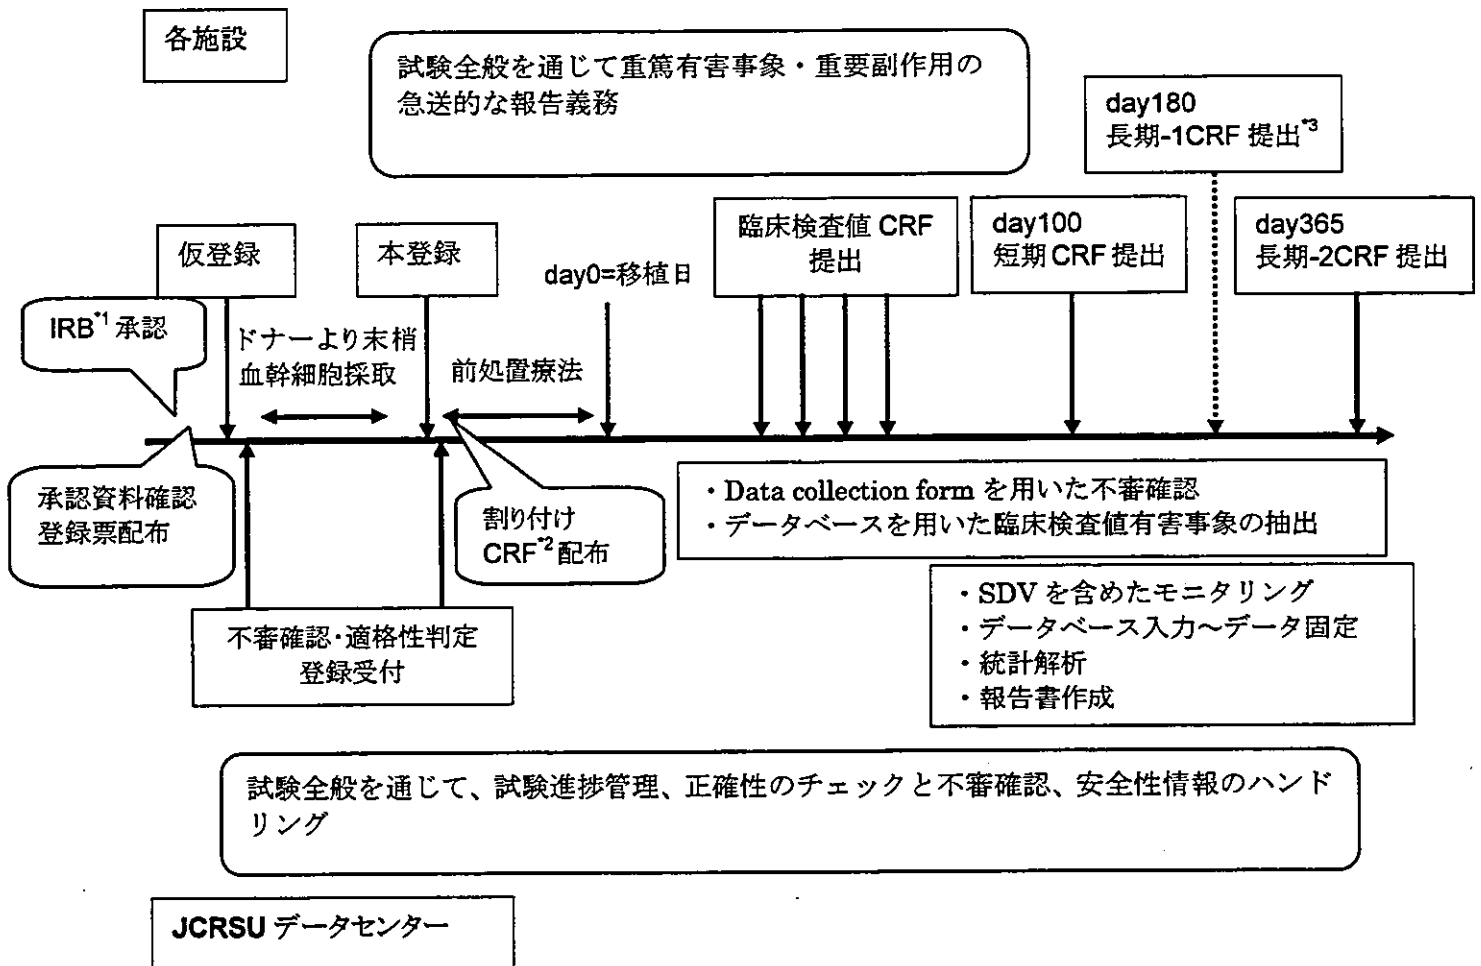 各施設
試験全般を通じて重篤有害事象・重要副作用の
急送的な報告義務
day180
長期-1CRF 提出*3
仮登録
本登録
day0=移植日
臨床検査値 CRF
提出
day100
短期 CRF 提出
day365
長期-2CRF 提出
IRB*1 承認
ドナーより末梢
血幹細胞採取
前処置療法
承認資料確認
登録票配布
割り付け
CRF*2 配布
・Data collection form を用いた不審確認
・データベースを用いた臨床検査値有害事象の抽出
不審確認・適格性判定
登録受付
・SDV を含めたモニタリング
・データベース入力～データ固定
・統計解析
・報告書作成
試験全般を通じて、試験進捗管理、正確性のチェックと不審確認、安全性情報のハンド
リング
JCRSU データセンター